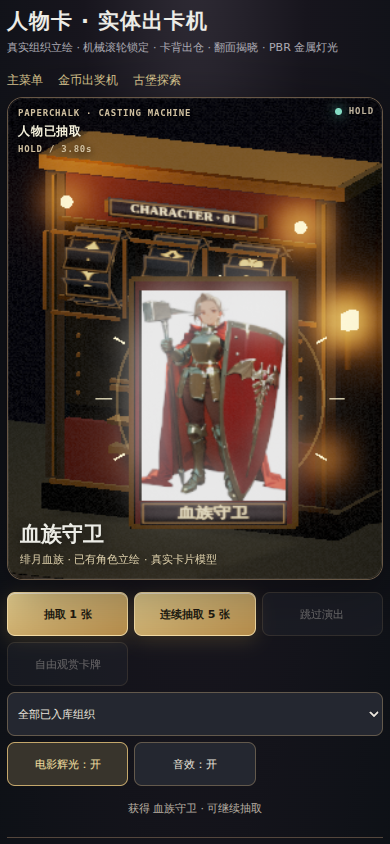 人物卡 · 实体出卡机
真实组织立绘 · 机械滚轮锁定 · 卡背出仓 · 翻面揭晓 · PBR 金属灯光
主菜单 金币出奖机 古堡探索
PAPERCHALK · CASTING MACHINE
HOLD
人物已抽取
HOLD / 3.80s
CHARACTER · 01
血族守卫
血族守卫
绯月血族 · 已有角色立绘 · 真实卡片模型
抽取 1 张
连续抽取 5 张
跳过演出
自由观赏卡牌
全部已入库组织
电影辉光：开
音效：开
获得 血族守卫 · 可继续抽取